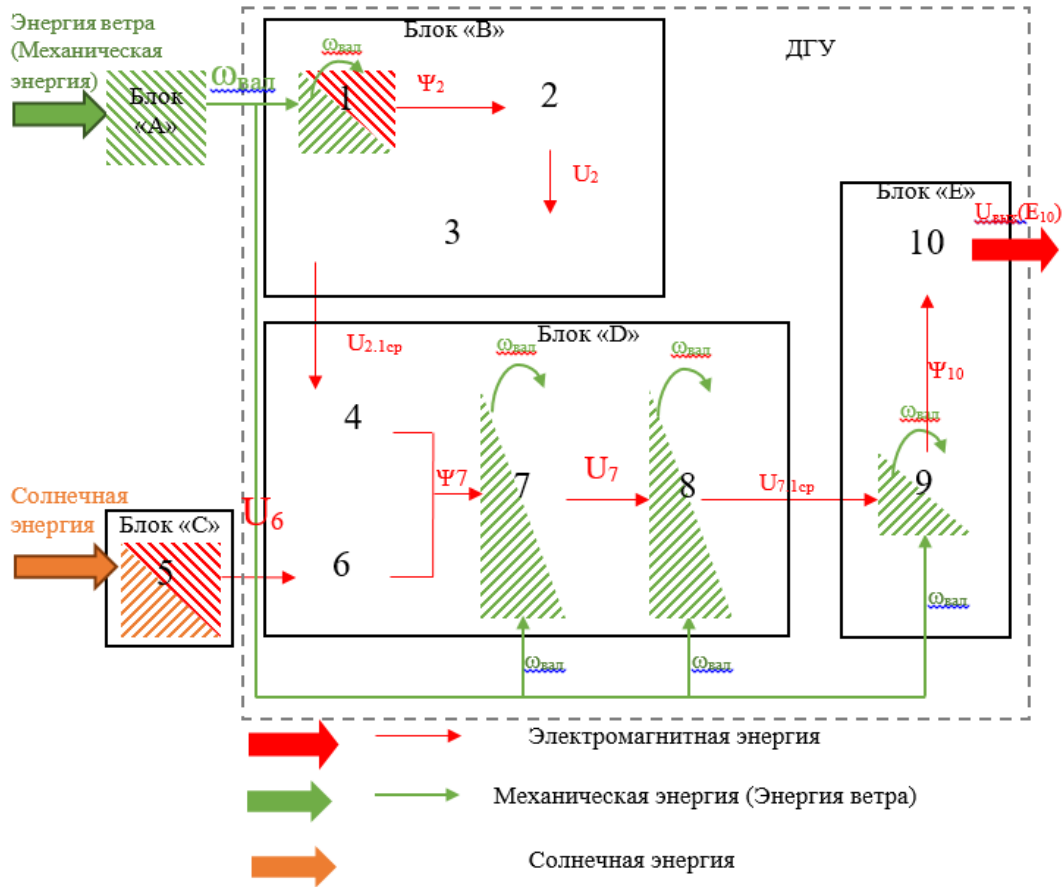 Энергия ветра
(Механическая
энергия)
Блок
«А»
ωвал
Блок «В»
ωвал
1
Ψ2
2
U2
3
ДГУ
Блок «Е»
Uвых(E10)
10
Ψ10
ωвал
9
ωвал
U2.1ср
Блок «D»
ωвал
ωвал
4
Ψ7
7
U7
8
U7.1ср
6
ωвал
ωвал
Солнечная
энергия
Блок «С»
5
U6
Электромагнитная энергия
Механическая энергия (Энергия ветра)
Солнечная энергия